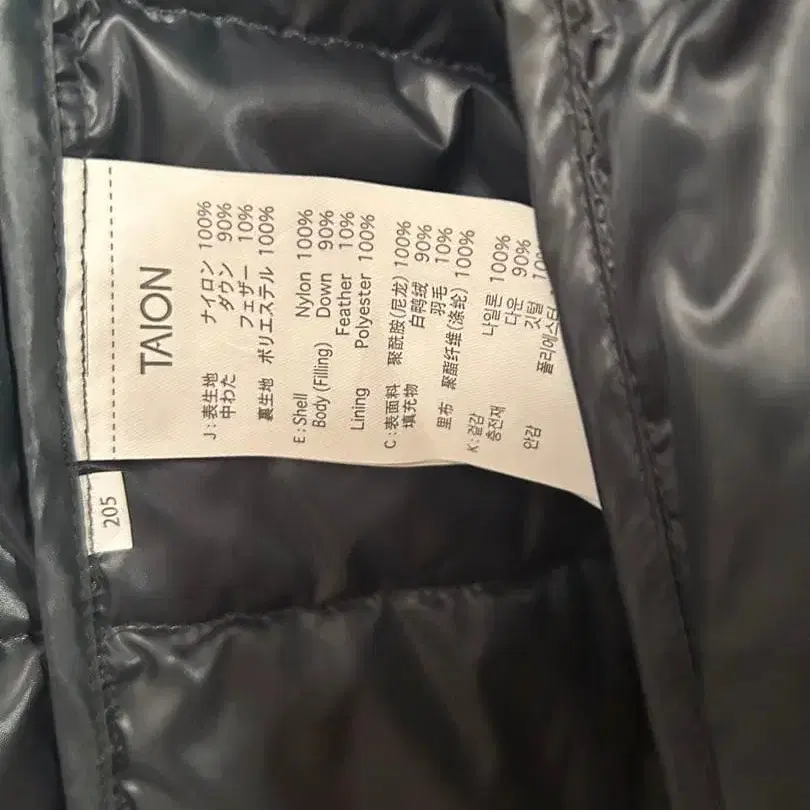 TAION
J : 表生地 ナイロン 100%
中わた ダウン 90%
フェザー 10%
裏生地 ポリエステル 100%
E : Shell Nylon 100%
Body (Filling) Down 90%
Feather 10%
Lining Polyester 100%
C : 表面料 聚酰胺(尼龙) 100%
填充物 白鸭绒 90%
羽毛 10%
里布 聚酯纤维(涤纶) 100%
K : 겉감 나일론 100%
충전재 다운 90%
깃털
안감 폴리에스터
205